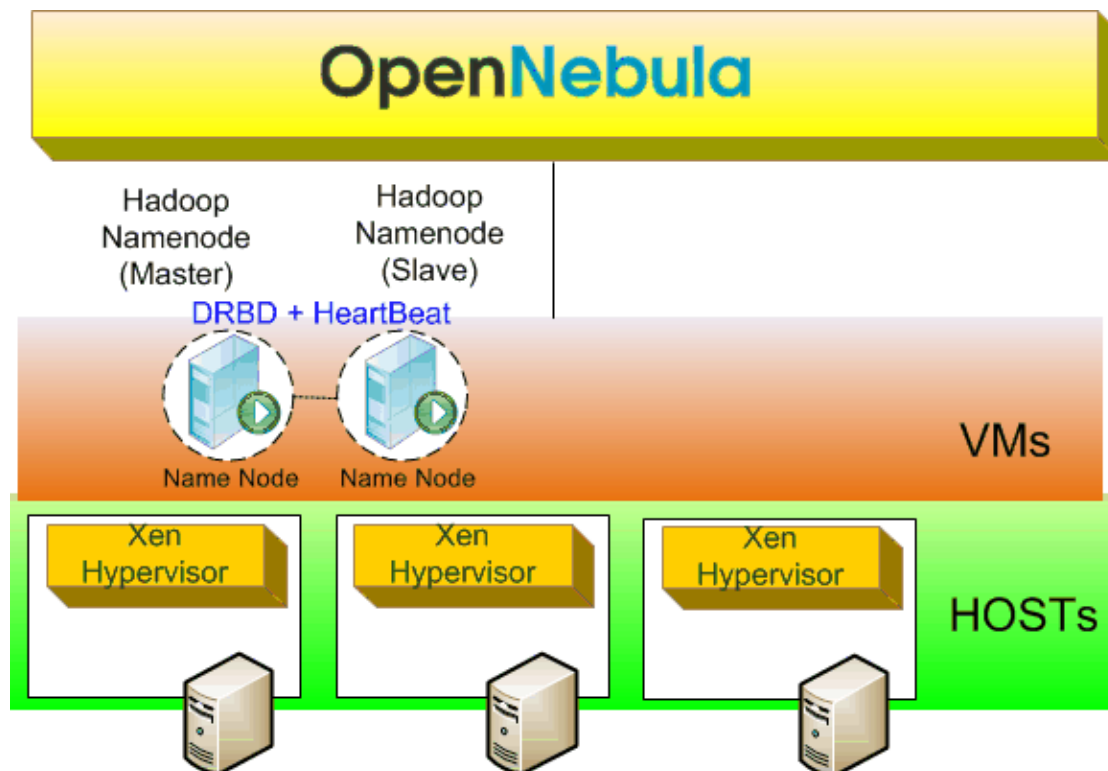 OpenNebula
Hadoop
Namenode
(Master)
Hadoop
Namenode
(Slave)
DRBD + HeartBeat
Name Node
Name Node
VMs
Xen
Hypervisor
Xen
Hypervisor
Xen
Hypervisor
HOSTs